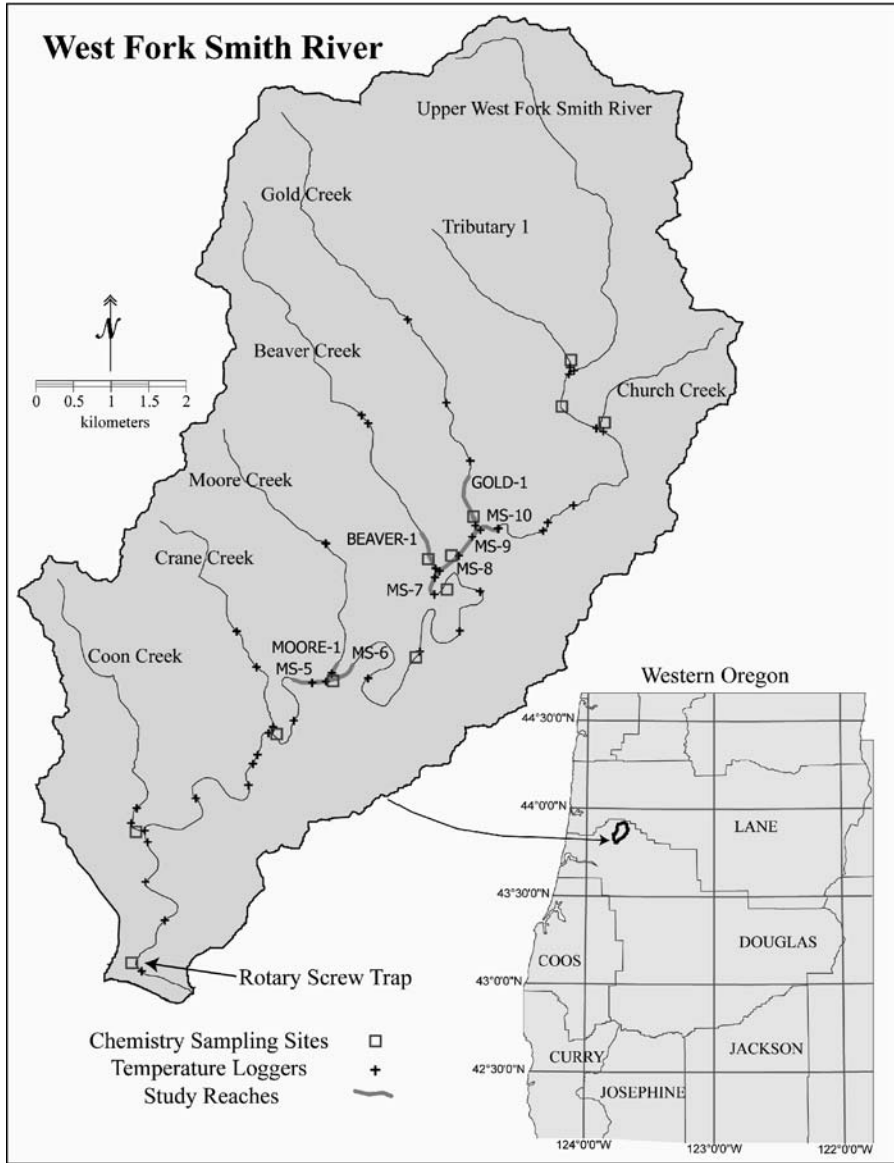 West Fork Smith River
Upper West Fork Smith River
Gold Creek
Tributary 1
N
Beaver Creek
Church Creek
0 0.5 1 1.5 2
kilometers
Moore Creek
GOLD-1
MS-10
BEAVER-1
MS-9
Crane Creek
MS-8
MS-7
MOORE-1
MS-6
Coon Creek
MS-5
Western Oregon
44°30'0"N
44°0'0"N
LANE
43°30'0"N
DOUGLAS
COOS
Rotary Screw Trap
43°0'0"N
Chemistry Sampling Sites
JACKSON
CURRY
Temperature Loggers
42°30'0"N
JOSEPHINE
Study Reaches
124°0'0"W 123°0'0"W 122°0'0"W